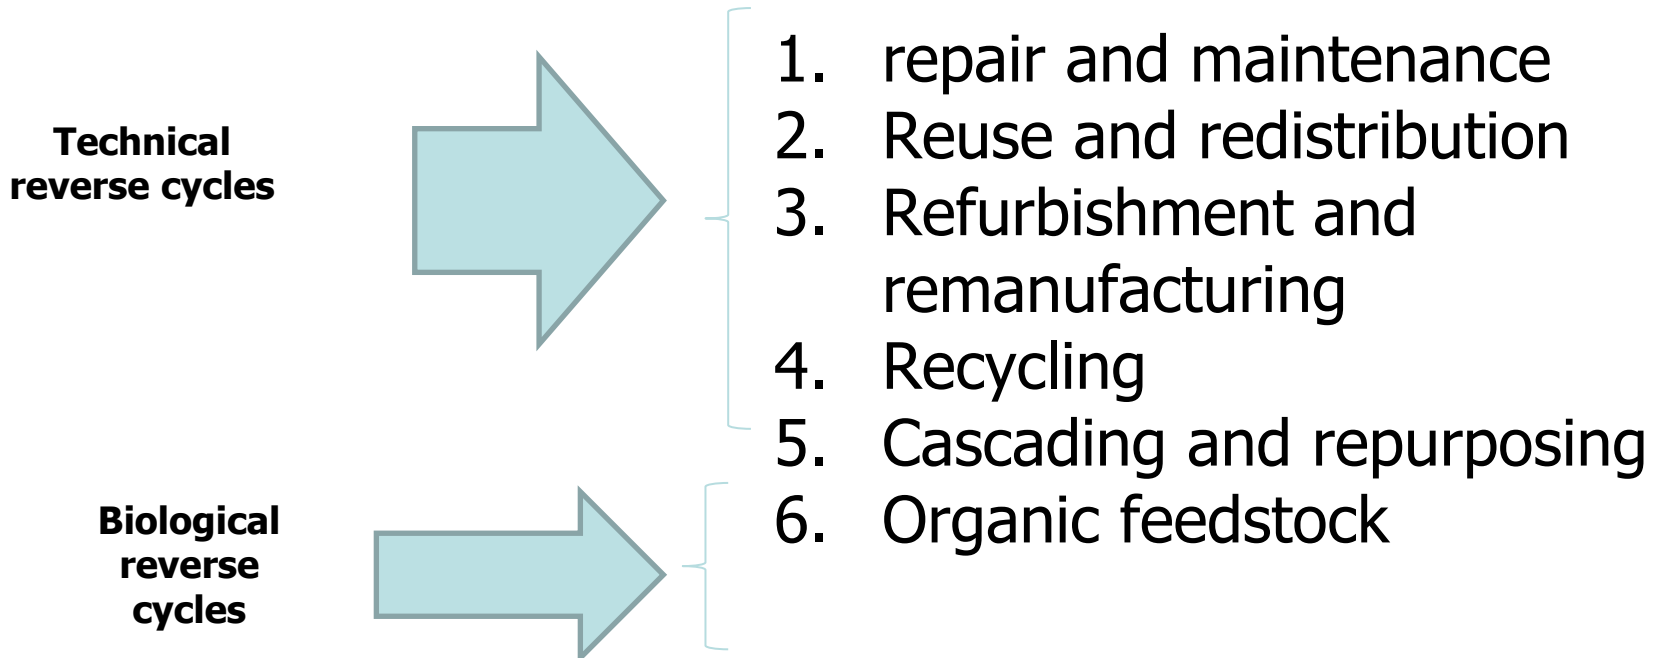 Technical
reverse cycles
1. repair and maintenance
2. Reuse and redistribution
3. Refurbishment and
remanufacturing
4. Recycling
5. Cascading and repurposing
Biological
reverse
cycles
6. Organic feedstock